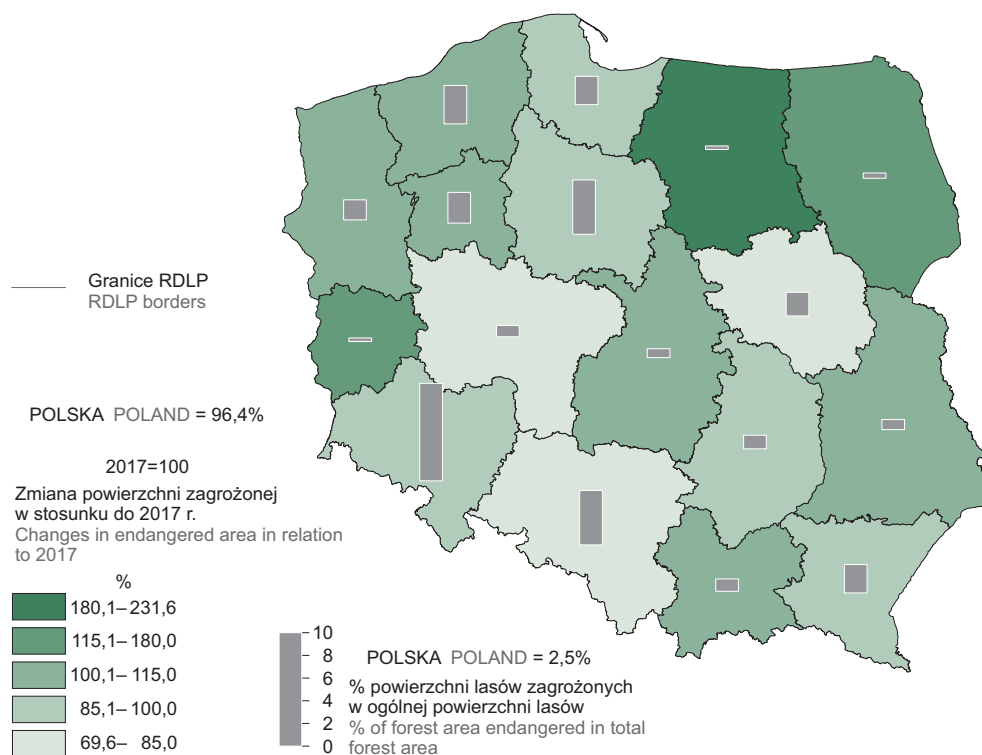 Granice RDLP
RDLP borders
POLSKA POLAND = 96,4%
2017=100
Zmiana powierzchni zagrożonej
w stosunku do 2017 r.
Changes in endangered area in relation
to 2017
%
180,1– 231,6
115,1– 180,0
100,1– 115,0
85,1– 100,0
69,6– 85,0
10
8
6
4
2
0
POLSKA POLAND = 2,5%
% powierzchni lasów zagrożonych
w ogólnej powierzchni lasów
% of forest area endangered in total
forest area